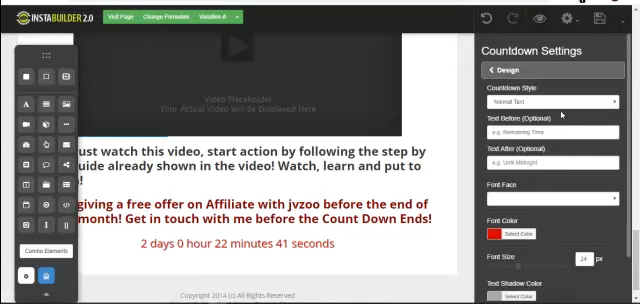 INSTABUILDER 2.0
Visit Page
Change Permalink
Variation A
Video Placeholder
Your Actual Video Will Be Displayed Here
ust watch this video, start action by following the step by
uide already shown in the video! Watch, learn and put to
!
giving a free offer on Affiliate with jvzoo before the end of
month! Get in touch with me before the Count Down Ends!
2 days 0 hour 22 minutes 41 seconds
Copyright 2014 (c) All Rights Reserved
Combo Elements
Countdown Settings
Design
Countdown Style
Normal Text
Text Before (Optional)
e.g. Remaining Time
Text After (Optional)
e.g. Until Midnight
Font Face
Font Color
Select Color
Font Size
24 px
Text Shadow Color
Select Color